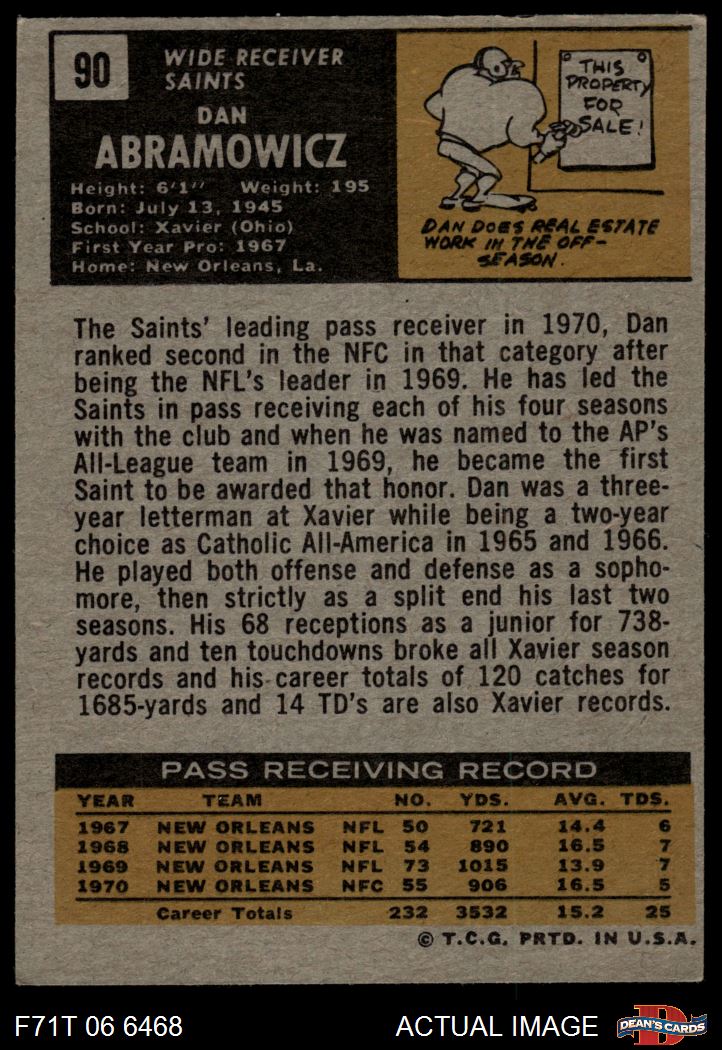 90
WIDE RECEIVER
SAINTS
DAN
ABRAMOWICZ
Height: 6'1" Weight: 195
Born: July 13, 1945
School: Xavier (Ohio)
First Year Pro: 1967
Home: New Orleans, La.
THIS
PROPERTY
FOR
SALE!
DAN DOES REAL ESTATE
WORK IN THE OFF-
SEASON.
The Saints' leading pass receiver in 1970, Dan
ranked second in the NFC in that category after
being the NFL's leader in 1969. He has led the
Saints in pass receiving each of his four seasons
with the club and when he was named to the AP's
All-League team in 1969, he became the first
Saint to be awarded that honor. Dan was a three-
year letterman at Xavier while being a two-year
choice as Catholic All-America in 1965 and 1966.
He played both offense and defense as a sopho-
more, then strictly as a split end his last two
seasons. His 68 receptions as a junior for 738-
yards and ten touchdowns broke all Xavier season
records and his career totals of 120 catches for
1685-yards and 14 TD's are also Xavier records.
PASS RECEIVING RECORD
YEAR TEAM NO. YDS. AVG. TDS.
1967 NEW ORLEANS NFL 50 721 14.4 6
1968 NEW ORLEANS NFL 54 890 16.5 7
1969 NEW ORLEANS NFL 73 1015 13.9 7
1970 NEW ORLEANS NFC 55 906 16.5 5
Career Totals 232 3532 15.2 25
© T.C.G. PRTD. IN U.S.A.
F71T 06 6468 ACTUAL IMAGE D DEAN'S CARDS